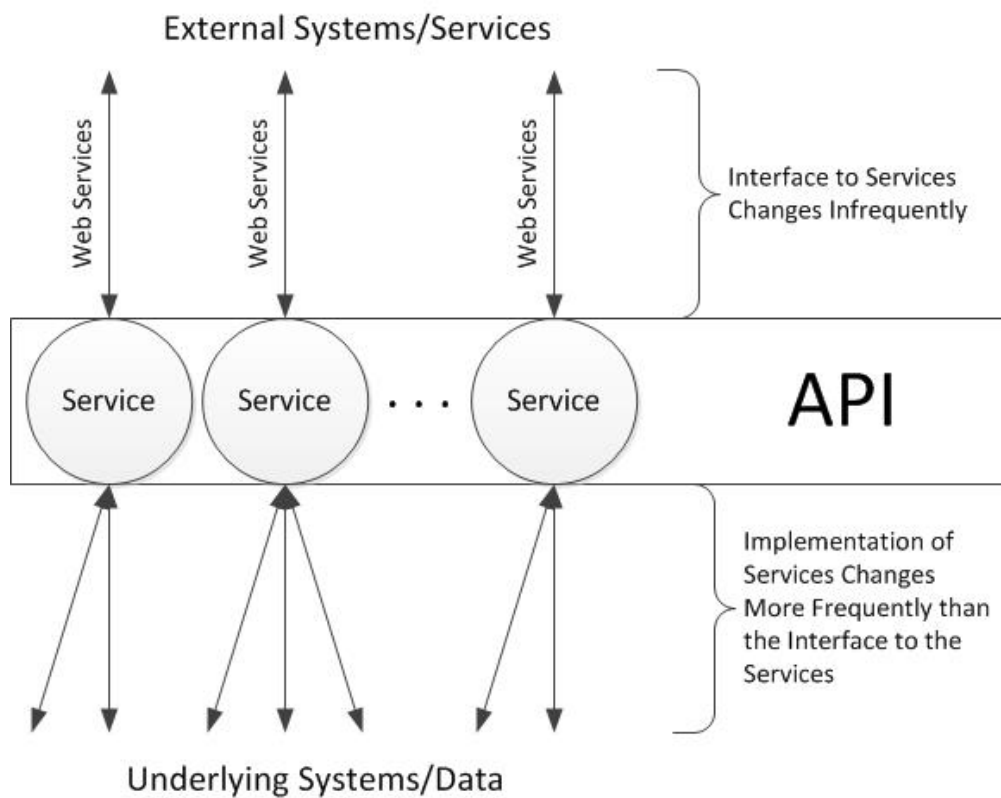 External Systems/Services
Web Services
Web Services
Web Services
Interface to Services
Changes Infrequently
Service
Service
. . .
Service
API
Implementation of
Services Changes
More Frequently than
the Interface to the
Services
Underlying Systems/Data